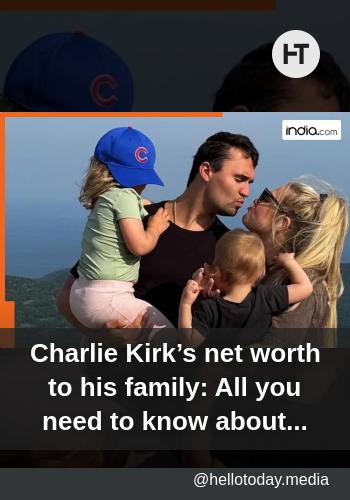 HT
india.com
C
C
Charlie Kirk’s net worth
to his family: All you
need to know about...
@hellotoday.media